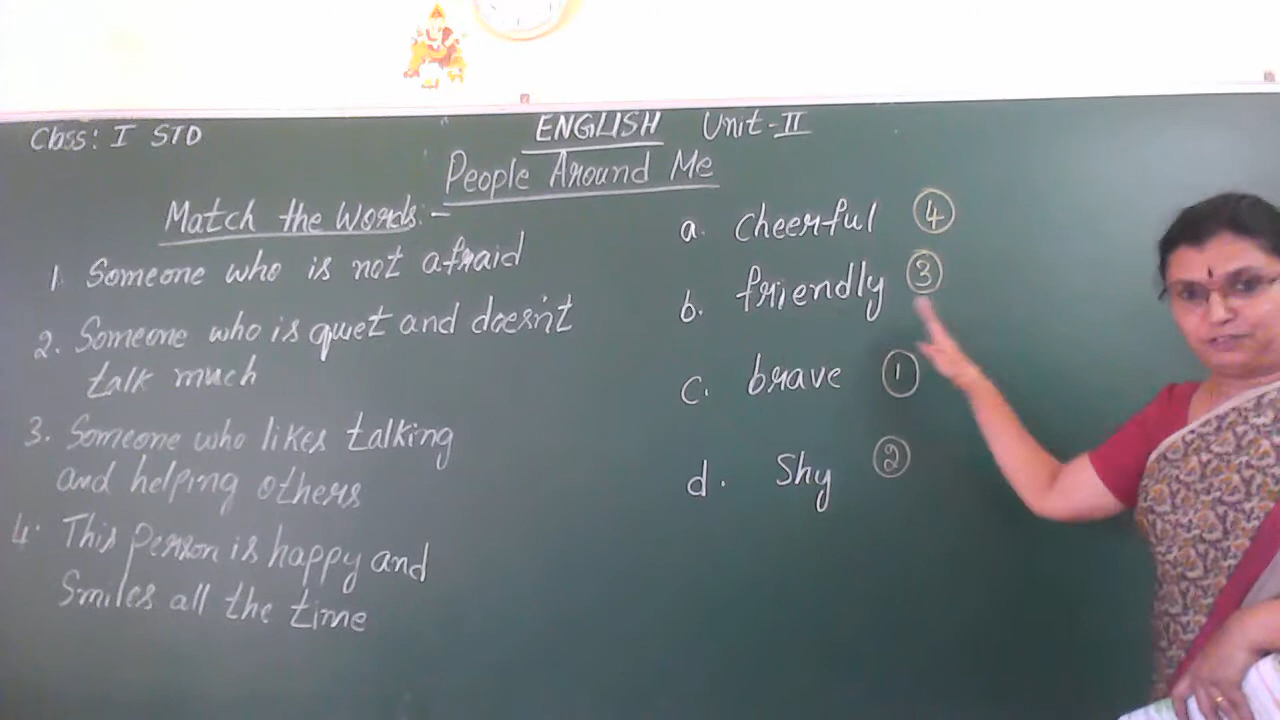 Class: I STD
ENGLISH Unit-II
People Around Me
Match the Words:-
1. Someone who is not afraid
2. Someone who is quiet and doesn't
talk much
3. Someone who likes talking
and helping others
4. This person is happy and
Smiles all the time
a. cheerful ④
b. friendly ③
c. brave ①
d. Shy ②